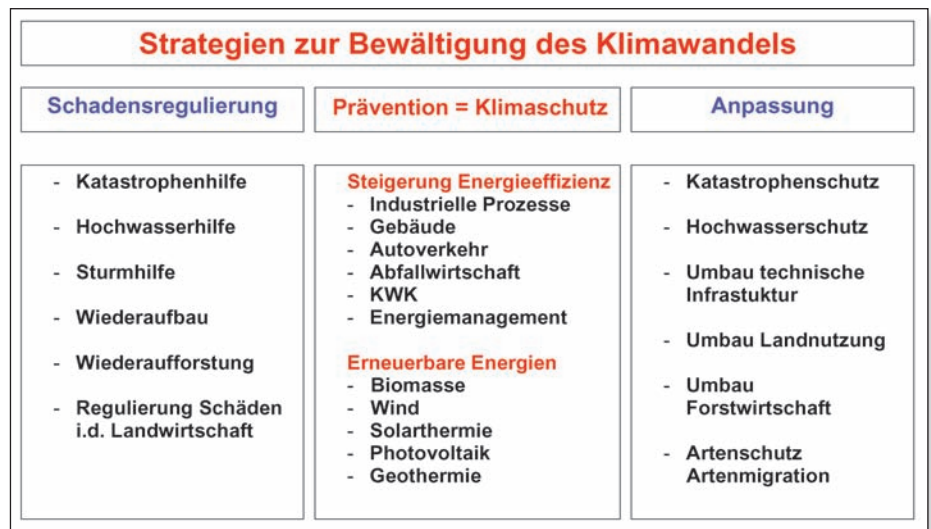 Strategien zur Bewältigung des Klimawandels
Schadensregulierung
Prävention = Klimaschutz
Anpassung
- Katastrophenhilfe
- Hochwasserhilfe
- Sturmhilfe
- Wiederaufbau
- Wiederaufforstung
- Regulierung Schäden
i.d. Landwirtschaft
Steigerung Energieeffizienz
- Industrielle Prozesse
- Gebäude
- Autoverkehr
- Abfallwirtschaft
- KWK
- Energiemanagement
Erneuerbare Energien
- Biomasse
- Wind
- Solarthermie
- Photovoltaik
- Geothermie
- Katastrophenschutz
- Hochwasserschutz
- Umbau technische
Infrastuktur
- Umbau Landnutzung
- Umbau
Forstwirtschaft
- Artenschutz
Artenmigration